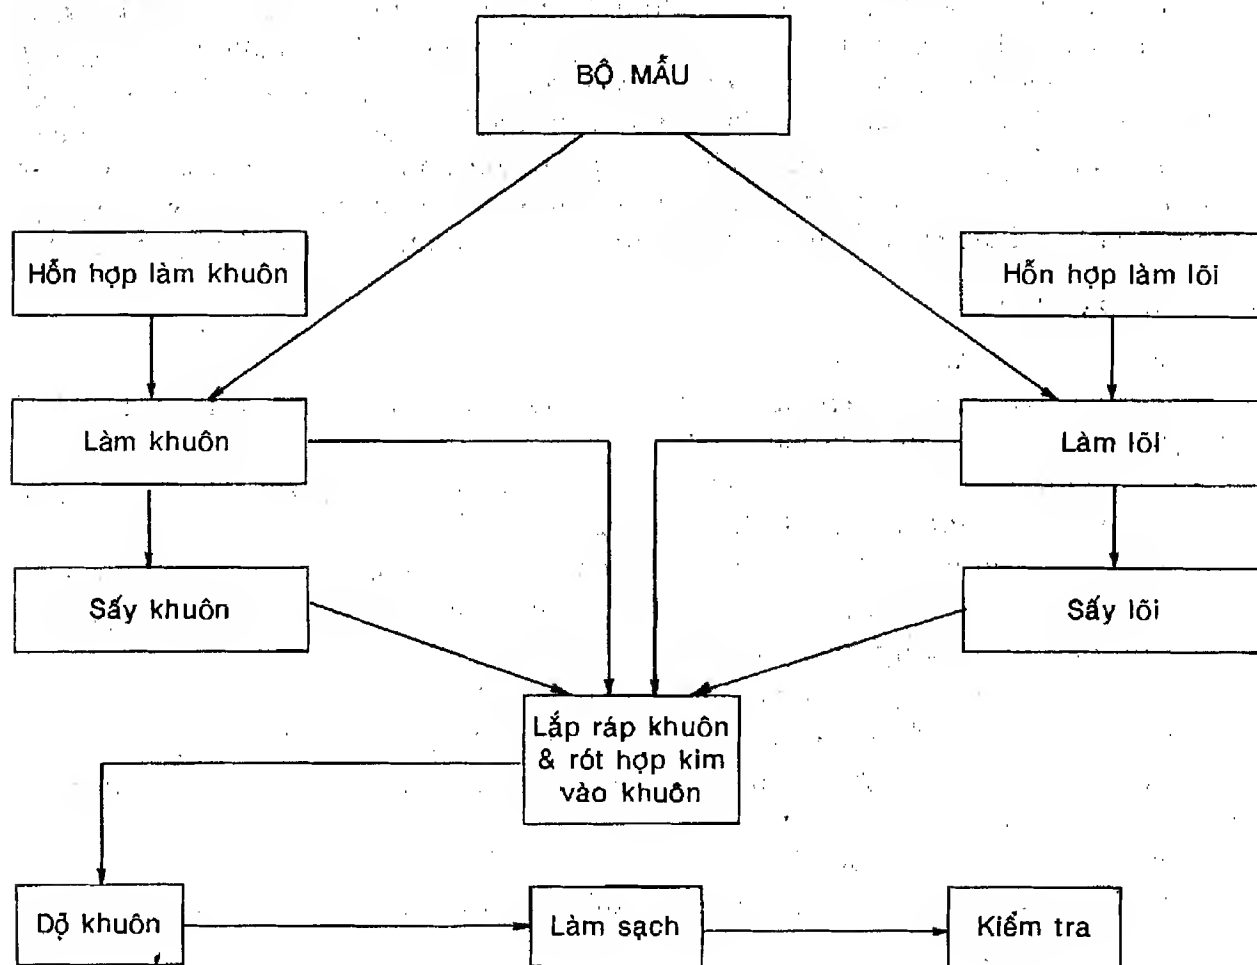 BỘ MẪU
Hỗn hợp làm khuôn
Hỗn hợp làm lõi
Làm khuôn
Làm lõi
Sấy khuôn
Sấy lõi
Lắp ráp khuôn
& rót hợp kim
vào khuôn
Dỡ khuôn
Làm sạch
Kiểm tra